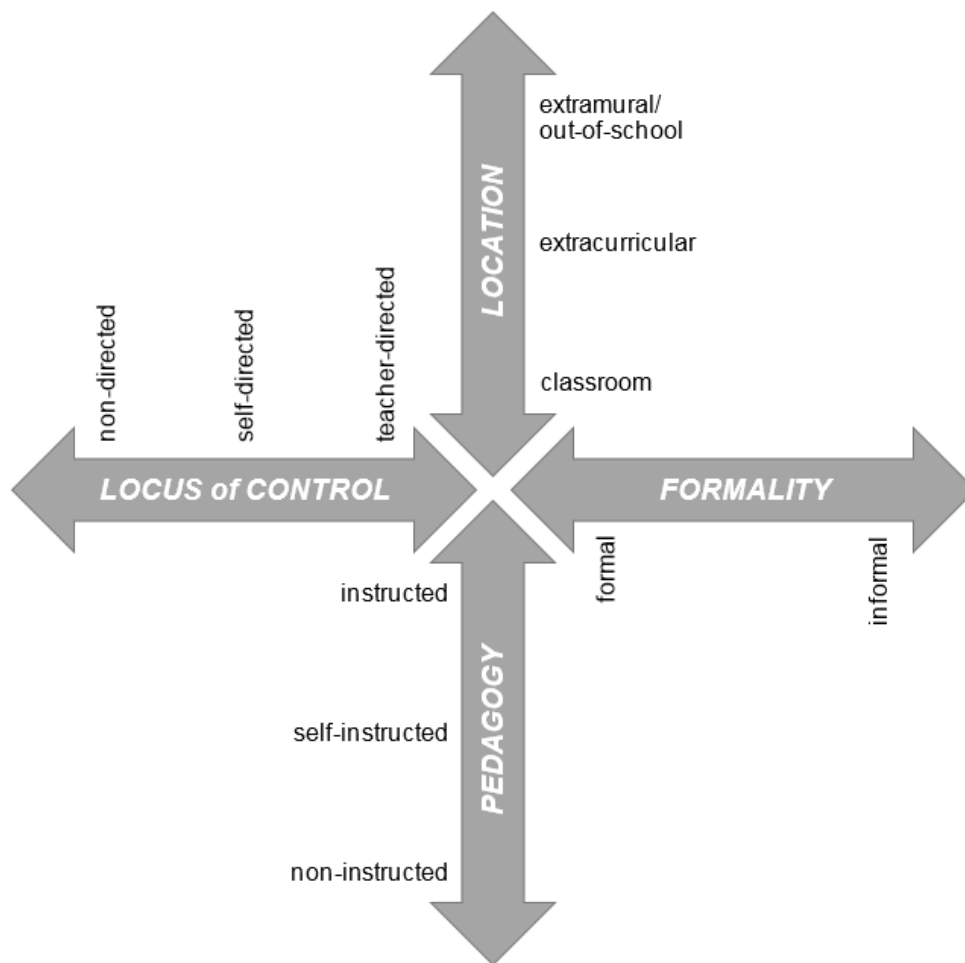 extramural/
out-of-school
LOCATION
extracurricular
classroom
non-directed
self-directed
teacher-directed
LOCUS of CONTROL
FORMALITY
formal
informal
instructed
PEDAGOGY
self-instructed
non-instructed